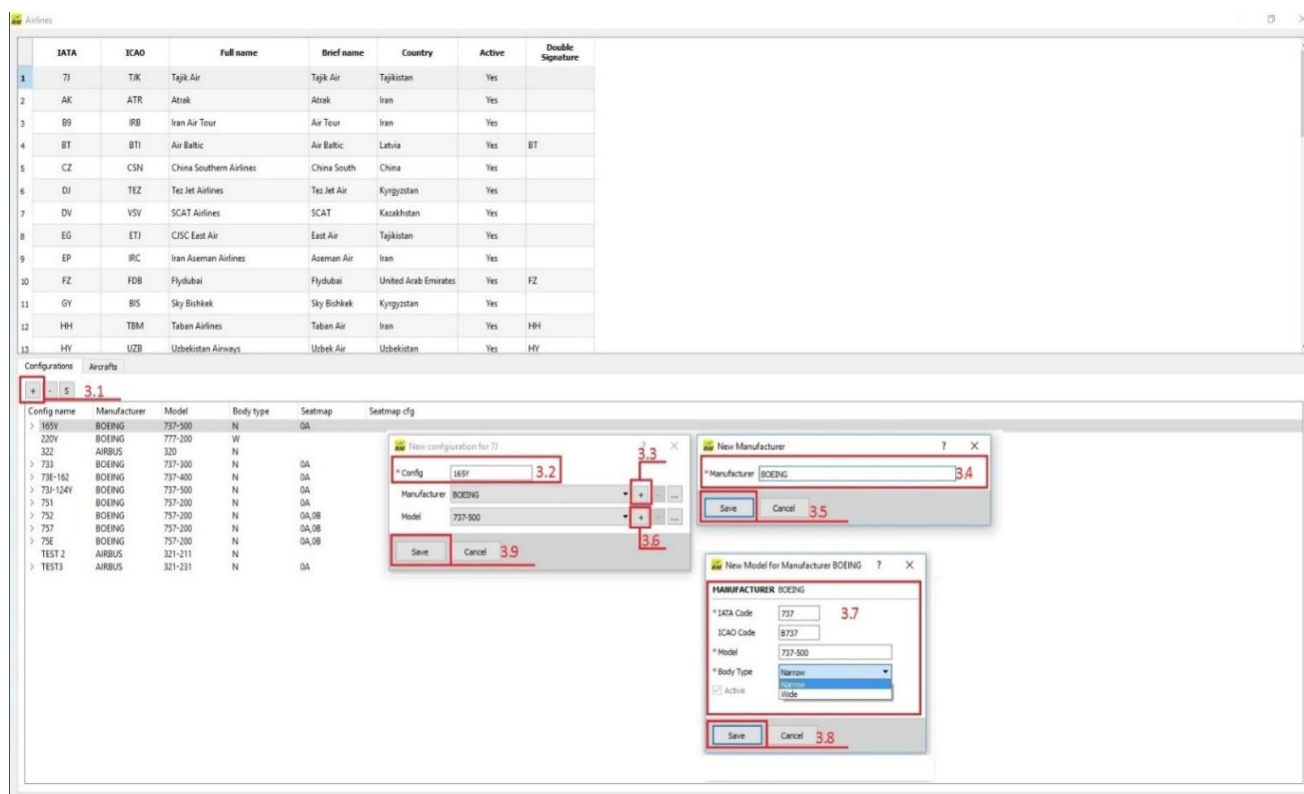 Airlines
IATA ICAO Full name Brief name Country Active Double Signature
1 7J TJK Tajik Air Tajik Air Tajikistan Yes
2 AK ATR Atrak Atrak Iran Yes
3 B9 IRB Iran Air Tour Air Tour Iran Yes
4 BT BTI Air Baltic Air Baltic Latvia Yes BT
5 CZ CSN China Southern Airlines China South China Yes
6 DJ TEZ Tez Jet Airlines Tez Jet Air Kyrgyzstan Yes
7 DV VSV SCAT Airlines SCAT Kazakhstan Yes
8 EG ETJ CJSC East Air East Air Tajikistan Yes
9 EP IRC Iran Aseman Airlines Aseman Air Iran Yes
10 FZ FDB Flydubai Flydubai United Arab Emirates Yes FZ
11 GY BIS Sky Bishkek Sky Bishkek Kyrgyzstan Yes
12 HH TBM Taban Airlines Taban Air Iran Yes HH
13 HY UZB Uzbekistan Airways Uzbek Air Uzbekistan Yes HY
Configurations Aircrafts
+ - S 3.1
Config name Manufacturer Model Body type Seatmap Seatmap cfg
> 165Y BOEING 737-500 N 0A
220Y BOEING 777-200 W
322 AIRBUS 320 N
> 733 BOEING 737-300 N 0A
> 73E-162 BOEING 737-400 N 0A
> 73J-124Y BOEING 737-500 N 0A
> 751 BOEING 757-200 N 0A
> 752 BOEING 757-200 N 0A,0B
> 757 BOEING 757-200 N 0A,0B
> 75E BOEING 757-200 N 0A,0B
TEST 2 AIRBUS 321-211 N
> TEST3 AIRBUS 321-231 N 0A
New confgiuration for 7J ? ×
3.3
* Config 165Y 3.2
Manufacturer BOEING + - ...
Model 737-500 + - ...
3.6
Save Cancel 3.9
New Manufacturer ? ×
* Manufacturer BOEING 3.4
Save Cancel 3.5
New Model for Manufacturer BOEING ? ×
MANUFACTURER BOEING
* IATA Code 737 3.7
ICAO Code B737
* Model 737-500
* Body Type Narrow
Narrow
Wide
Active
Save Cancel 3.8